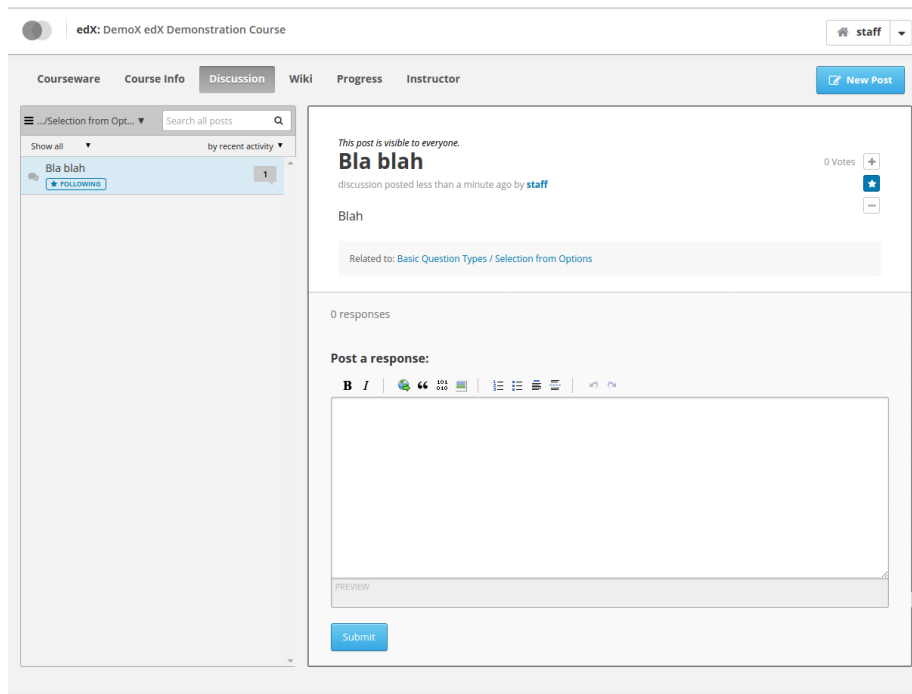 edX: DemoX edX Demonstration Course
staff
Courseware Course Info Discussion Wiki Progress Instructor
New Post
.../Selection from Opt... ▼
Search all posts
Show all ▼ by recent activity ▼
Bla blah
★ FOLLOWING
1
This post is visible to everyone.
Bla blah
discussion posted less than a minute ago by staff
0 Votes +
Blah
Related to: Basic Question Types / Selection from Options
0 responses
Post a response:
B I
101
010
PREVIEW
Submit